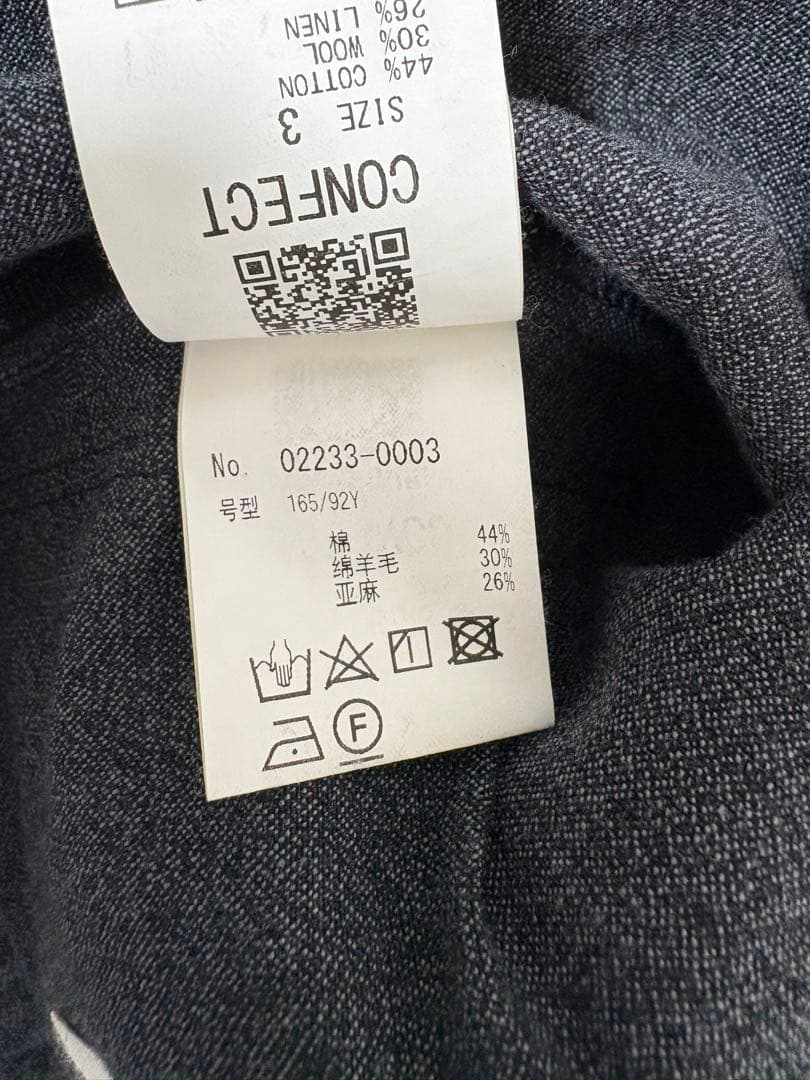 26% LINEN
30% WOOL
44% COTTON
SIZE 3
CONFECT
No. 02233-0003
号型 165/92Y
棉 44%
绵羊毛 30%
亚麻 26%
F